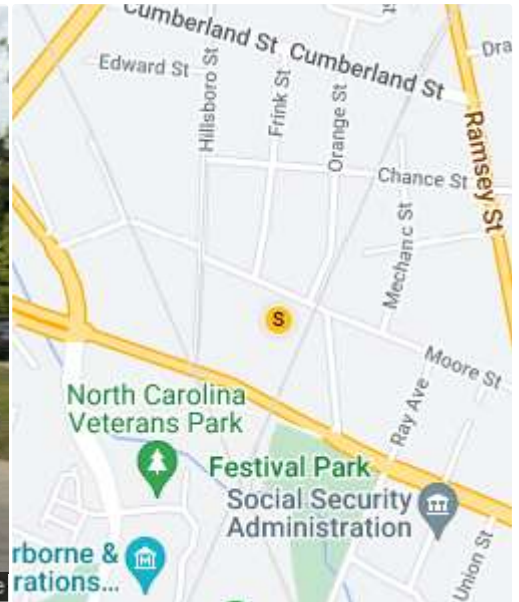 Cumberland St
Cumberland St
Edward St
Hillsboro St
Frink St
Orange St
Dra
Ramsey St
Chance St
Mechanc St
S
Moore St
North Carolina
Veterans Park
Ray Ave
Festival Park
Social Security
Administration
rborne &
rations...
Union St